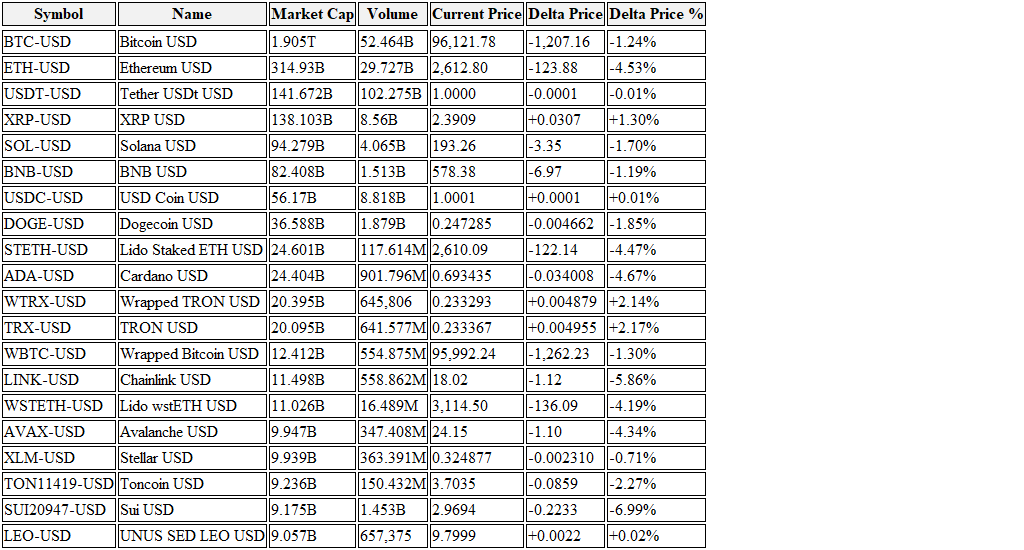 Symbol Name Market Cap Volume Current Price Delta Price Delta Price %
BTC-USD Bitcoin USD 1.905T 52.464B 96,121.78 -1,207.16 -1.24%
ETH-USD Ethereum USD 314.93B 29.727B 2,612.80 -123.88 -4.53%
USDT-USD Tether USDt USD 141.672B 102.275B 1.0000 -0.0001 -0.01%
XRP-USD XRP USD 138.103B 8.56B 2.3909 +0.0307 +1.30%
SOL-USD Solana USD 94.279B 4.065B 193.26 -3.35 -1.70%
BNB-USD BNB USD 82.408B 1.513B 578.38 -6.97 -1.19%
USDC-USD USD Coin USD 56.17B 8.818B 1.0001 +0.0001 +0.01%
DOGE-USD Dogecoin USD 36.588B 1.879B 0.247285 -0.004662 -1.85%
STETH-USD Lido Staked ETH USD 24.601B 117.614M 2,610.09 -122.14 -4.47%
ADA-USD Cardano USD 24.404B 901.796M 0.693435 -0.034008 -4.67%
WTRX-USD Wrapped TRON USD 20.395B 645,806 0.233293 +0.004879 +2.14%
TRX-USD TRON USD 20.095B 641.577M 0.233367 +0.004955 +2.17%
WBTC-USD Wrapped Bitcoin USD 12.412B 554.875M 95,992.24 -1,262.23 -1.30%
LINK-USD Chainlink USD 11.498B 558.862M 18.02 -1.12 -5.86%
WSTETH-USD Lido wstETH USD 11.026B 16.489M 3,114.50 -136.09 -4.19%
AVAX-USD Avalanche USD 9.947B 347.408M 24.15 -1.10 -4.34%
XLM-USD Stellar USD 9.939B 363.391M 0.324877 -0.002310 -0.71%
TON11419-USD Toncoin USD 9.236B 150.432M 3.7035 -0.0859 -2.27%
SUI20947-USD Sui USD 9.175B 1.453B 2.9694 -0.2233 -6.99%
LEO-USD UNUS SED LEO USD 9.057B 657,375 9.7999 +0.0022 +0.02%